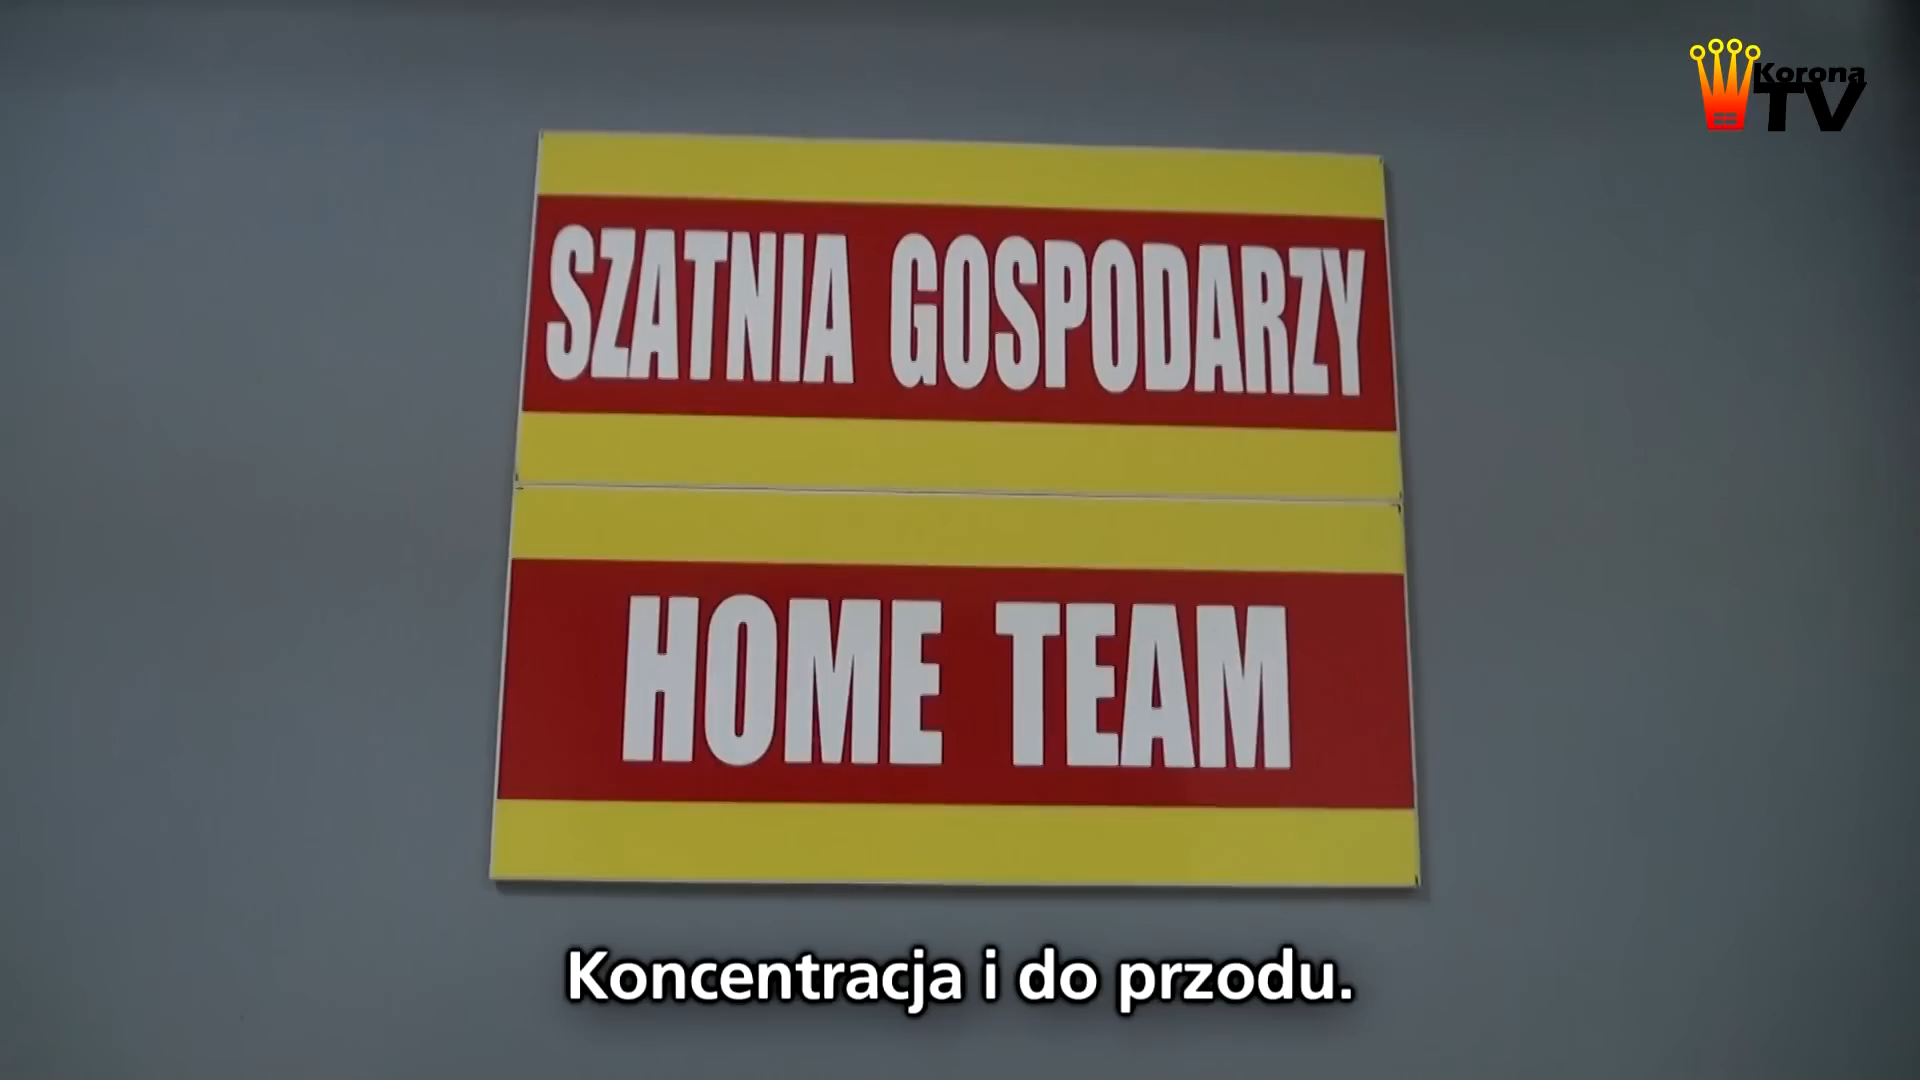 Korona
TV
SZATNIA GOSPODARZY
HOME TEAM
Koncentracja i do przodu.